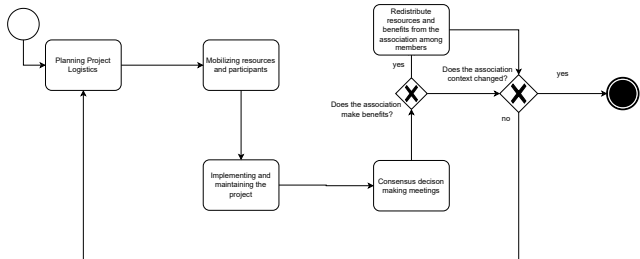 Redistribute
resources and
benefits from the
association among
members
Planning Project
Logistics
Mobilizing resources
and participants
yes
Does the association
context changed?
yes
Does the association
make benefits?
no
Implementing and
maintaining the
project
Consensus decison
making meetings